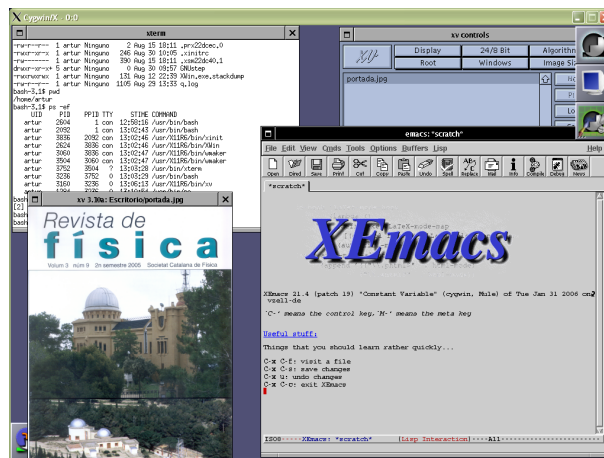 Cygwin/X - 0:0
xterm
-rw-r--r-- 1 artur Ninguno 2 Aug 15 18:11 .prx22dcec,0
-rwxr-xr-x 1 artur Ninguno 246 Aug 30 10:05 .xinitrc
-rw------- 1 artur Ninguno 390 Aug 15 18:11 .xsm22dc40,1
drwxr-xr-x+ 5 artur Ninguno 0 Aug 30 09:57 GNUstep
-rwxrwxrwx 1 artur Ninguno 131 Aug 12 22:39 XWin.exe.stackdump
-rw-r--r-- 1 artur Ninguno 1105 Aug 29 13:33 q.log
bash-3.1$ pwd
/home/artur
bash-3.1$ ps -ef
UID PID PPID TTY STIME COMMAND
artur 2604 1 con 12:58:16 /usr/bin/bash
artur 2092 1 con 13:02:43 /usr/bin/bash
artur 3836 2092 con 13:02:46 /usr/X11R6/bin/xinit
artur 2624 3836 con 13:02:46 /usr/X11R6/bin/XWin
artur 3060 3836 con 13:02:47 /usr/X11R6/bin/wmaker
artur 3504 3060 con 13:02:47 /usr/X11R6/bin/wmaker
artur 3752 3504 ? 13:03:28 /usr/bin/xterm
artur 3236 3752 0 13:03:29 /usr/bin/bash
artur 3160 3236 0 13:06:13 /usr/X11R6/bin/xv
bash
[2]
bash
bash
xv controls
XV
Display
24/8 Bit
Root
Windows
portada.jpg
xv 3.10a: Escritorio/portada.jpg
Revista de
física
Volum 3 núm 9 2n semestre 2005 Societat Catalana de Física
emacs: *scratch*
File Edit View Cmds Tools Options Buffers Lisp Help
Open Dired Save Print Cut Copy Paste Undo Spell Replace Mail Info Compile Debug News
*scratch*
XEmacs
XEmacs 21.4 (patch 19) "Constant Variable" (cygwin, Mule) of Tue Jan 31 2006 on
vzell-de
`C-' means the control key,`M-' means the meta key
Useful stuff:
Things that you should learn rather quickly...
C-x C-f: visit a file
C-x C-s: save changes
C-x u: undo changes
C-x C-c: exit XEmacs
ISO8-----XEmacs: *scratch* (Lisp Interaction)----All